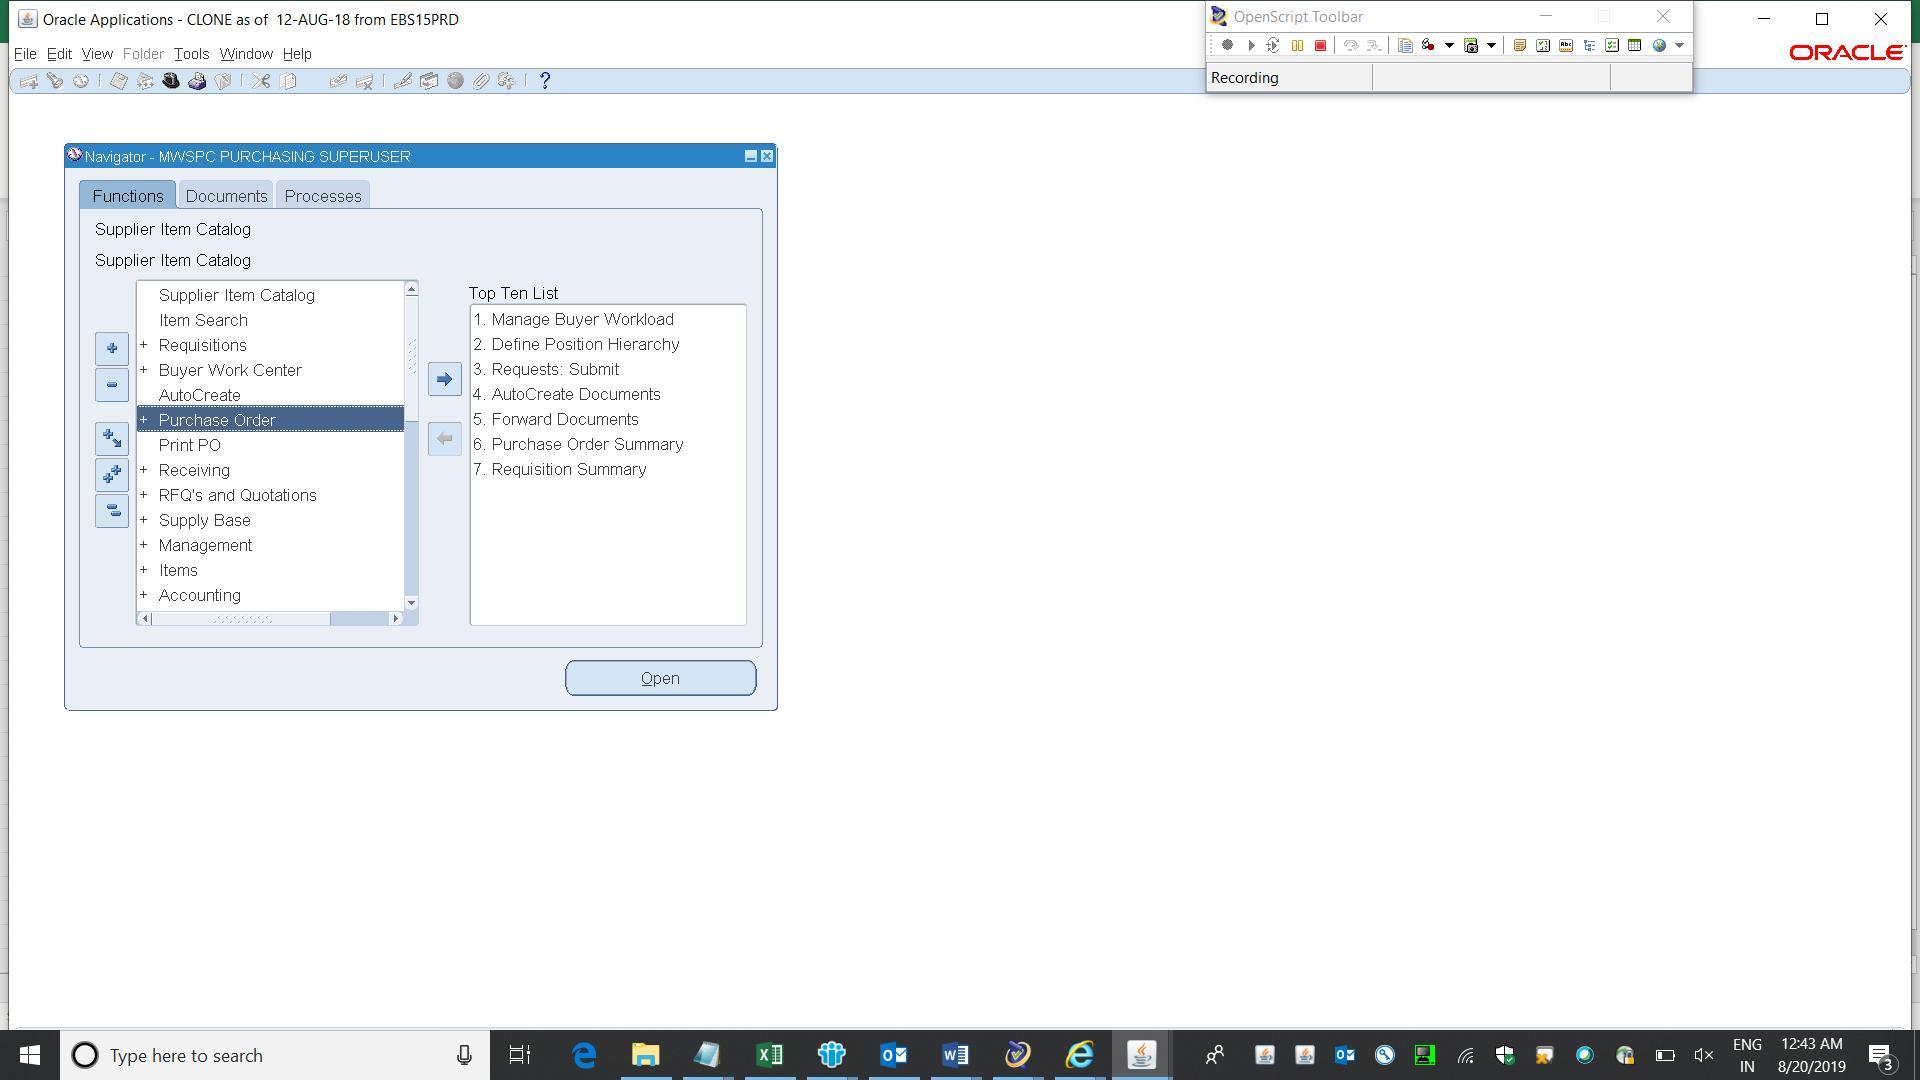 Oracle Applications - CLONE as of 12-AUG-18 from EBS15PRD
File Edit View Folder Tools Window Help
ORACLE
OpenScript Toolbar
Recording
Navigator - MWSPC PURCHASING SUPERUSER
Functions Documents Processes
Supplier Item Catalog
Supplier Item Catalog
Supplier Item Catalog
Item Search
+ Requisitions
+ Buyer Work Center
AutoCreate
+ Purchase Order
Print PO
+ Receiving
+ RFQ's and Quotations
+ Supply Base
+ Management
+ Items
+ Accounting
Top Ten List
1. Manage Buyer Workload
2. Define Position Hierarchy
3. Requests: Submit
4. AutoCreate Documents
5. Forward Documents
6. Purchase Order Summary
7. Requisition Summary
Open
Type here to search
ENG
IN
12:43 AM
8/20/2019
3